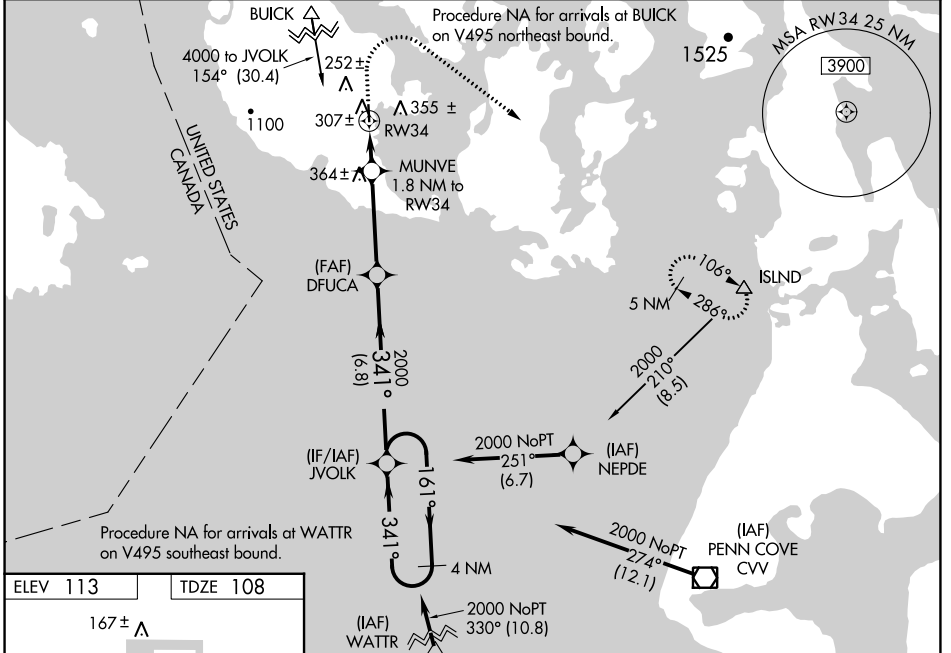 BUICK
Procedure NA for arrivals at BUICK
on V495 northeast bound.
4000 to JVOLK
154° (30.4)
252±
1525
MSA RW34 25 NM
3900
1100
307±
355 ±
RW34
UNITED STATES
CANADA
364±
MUNVE
1.8 NM to
RW34
(FAF)
DFUCA
106°
ISLND
5 NM
286°
2000
341°
(6.8)
2000
210°
(8.5)
(IF/IAF)
JVOLK
2000 NoPT
251°
(6.7)
(IAF)
NEPDE
161°
341°
4 NM
Procedure NA for arrivals at WATTR
on V495 southeast bound.
2000 NoPT
274°
(12.1)
(IAF)
PENN COVE
CVV
ELEV 113
TDZE 108
167±
(IAF)
WATTR
2000 NoPT
330° (10.8)